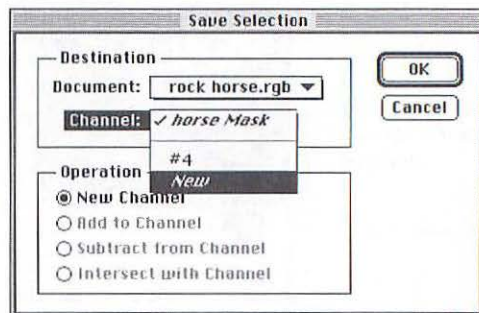 Save Selection
Destination
Document: rock horse.rgb
Channel: ✓ horse Mask
#4
New
Operation
New Channel
Add to Channel
Subtract from Channel
Intersect with Channel
OK
Cancel